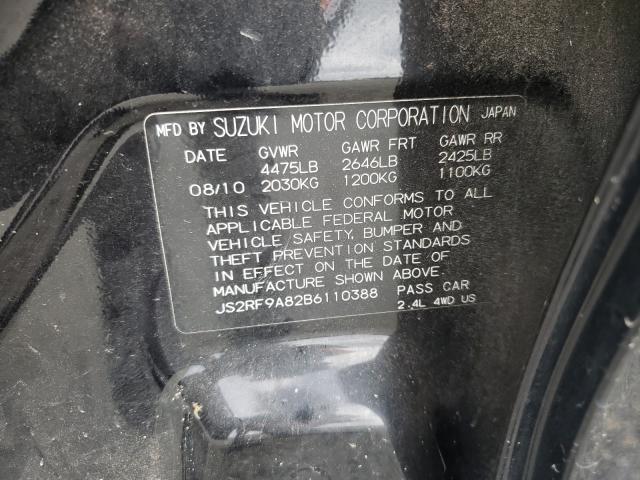 MFD BY SUZUKI MOTOR CORPORATION JAPAN
DATE GVWR GAWR FRT GAWR RR
4475LB 2646LB 2425LB
08/10 2030KG 1200KG 1100KG
THIS VEHICLE CONFORMS TO ALL
APPLICABLE FEDERAL MOTOR
VEHICLE SAFETY, BUMPER AND
THEFT PREVENTION STANDARDS
IN EFFECT ON THE DATE OF
MANUFACTURE SHOWN ABOVE.
JS2RF9A82B6110388 PASS CAR
2.4L 4WD US